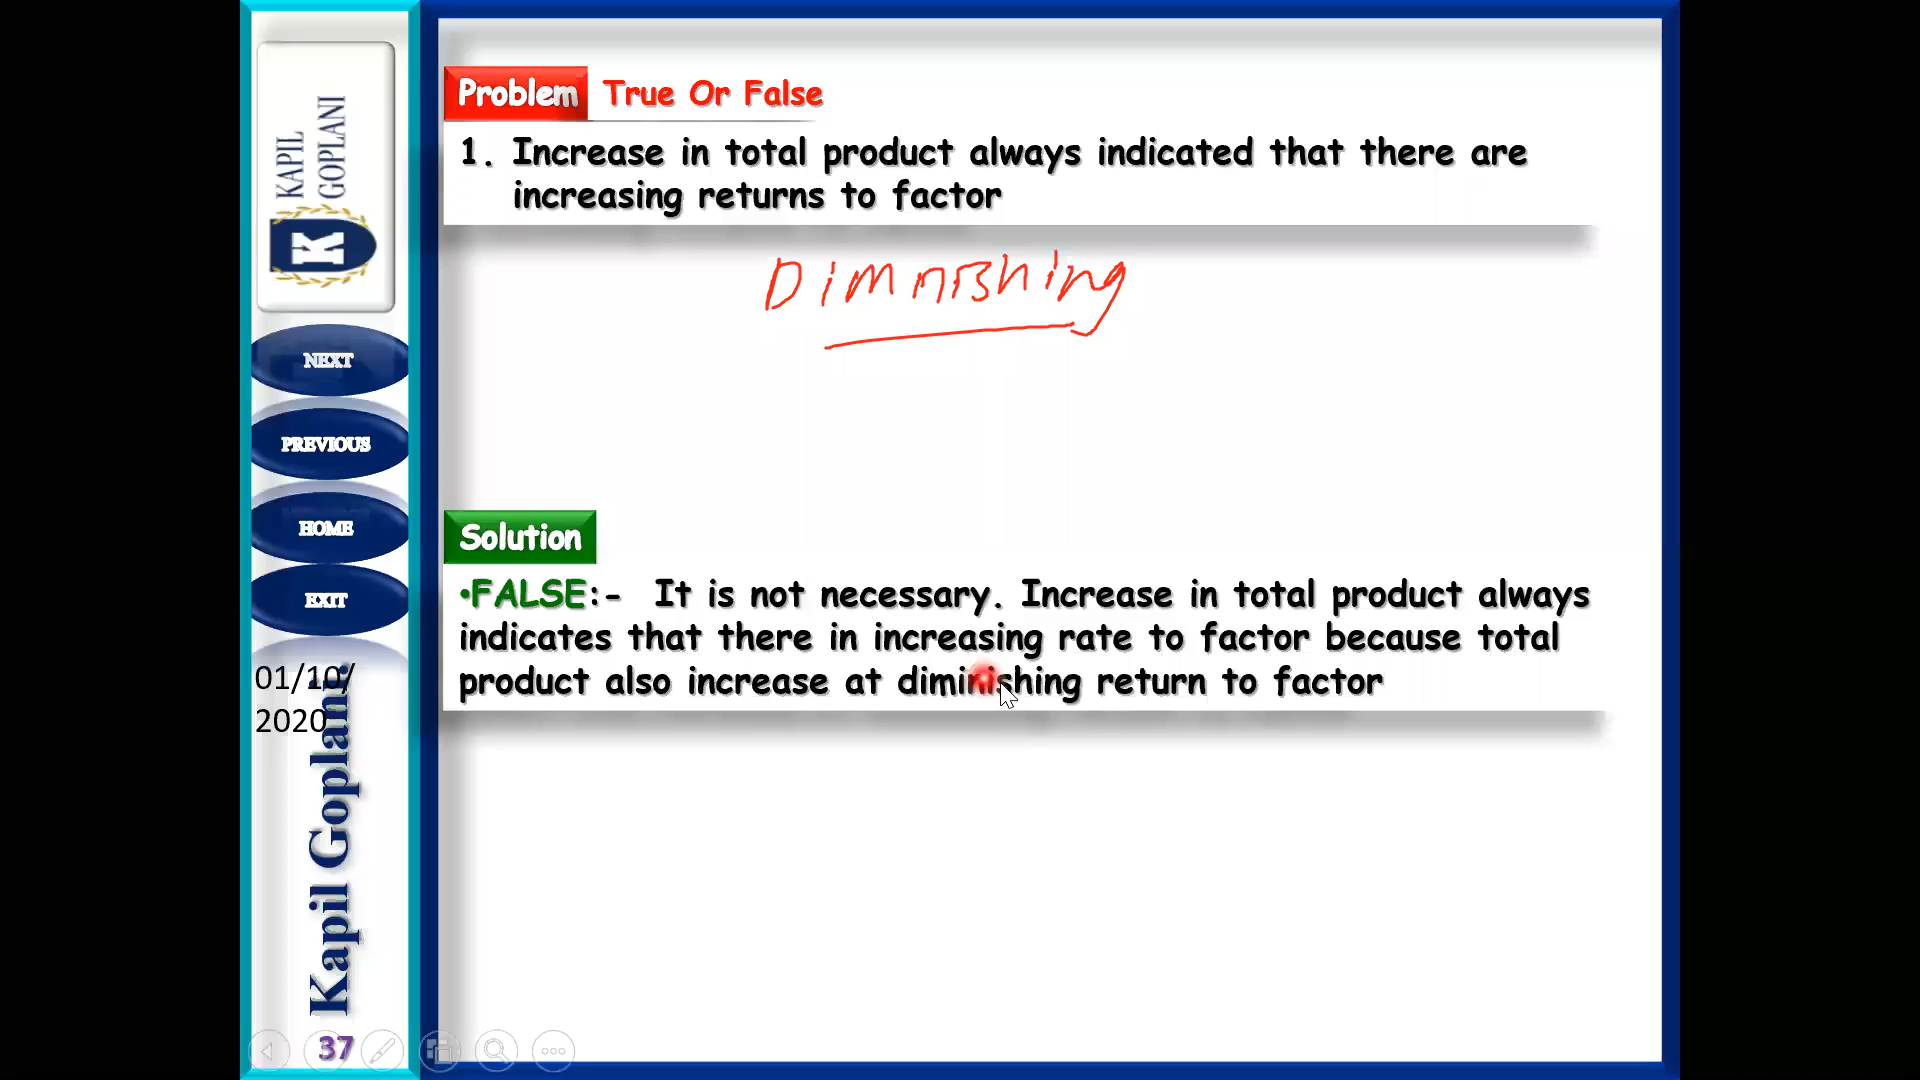 KAPIL
GOPLANI
K
NEXT
PREVIOUS
HOME
EXIT
01/10/
2020
Kapil Goplani
37
Problem True Or False
1. Increase in total product always indicated that there are
increasing returns to factor
Dimnishing
Solution
•FALSE:- It is not necessary. Increase in total product always
indicates that there in increasing rate to factor because total
product also increase at diminishing return to factor